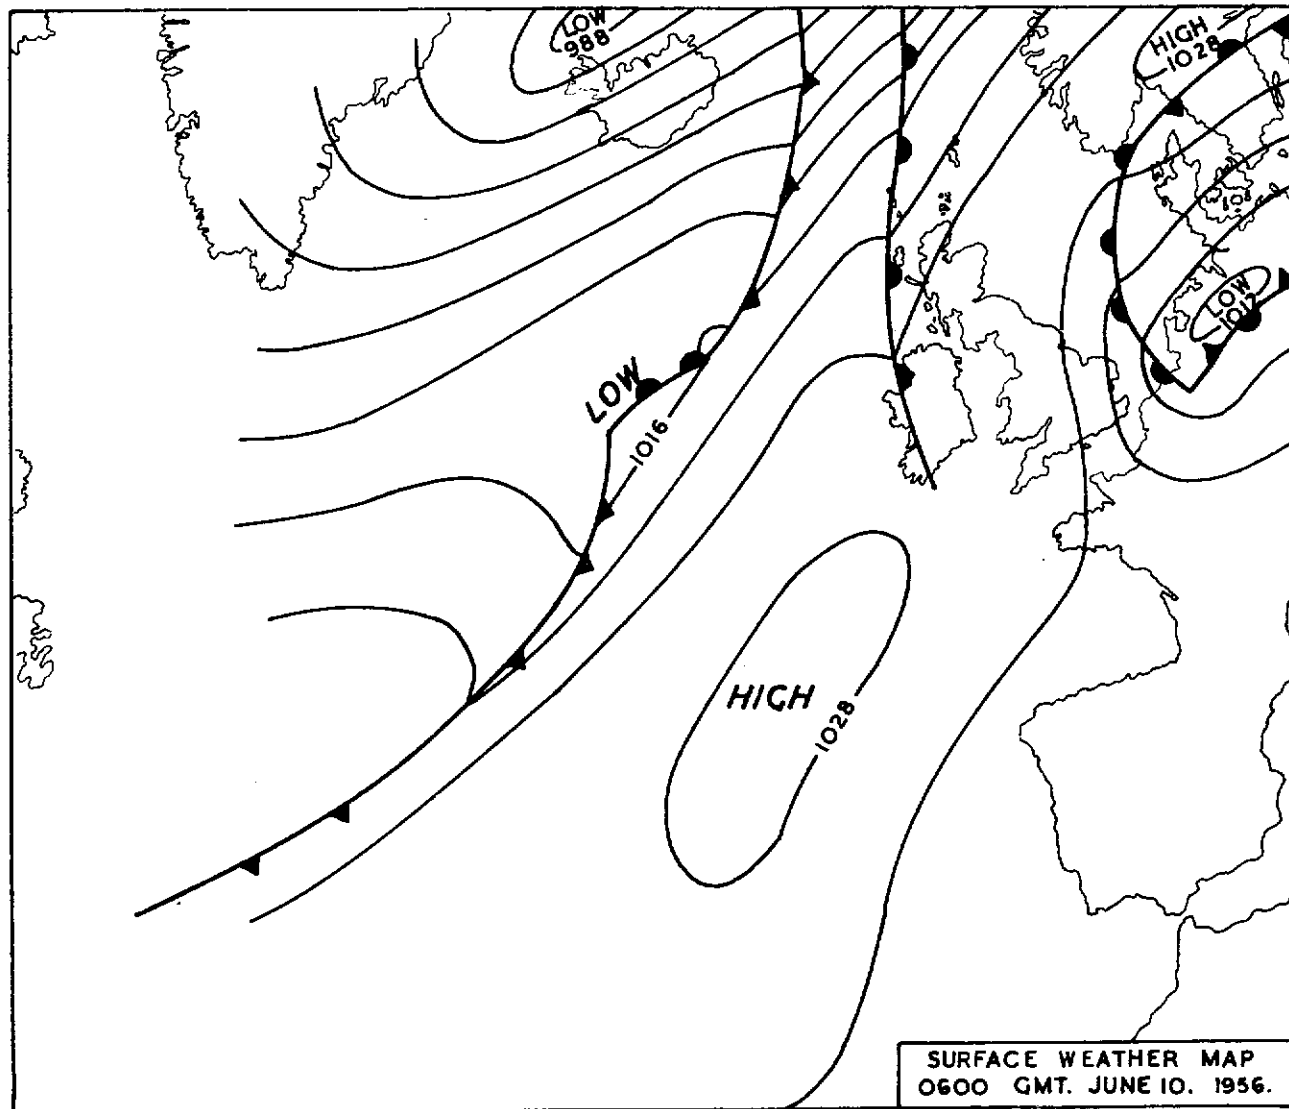 LOW
988
HIGH
1028
LOW
1012
LOW
1016
HIGH
1028
SURFACE WEATHER MAP
0600 GMT. JUNE 10. 1956.